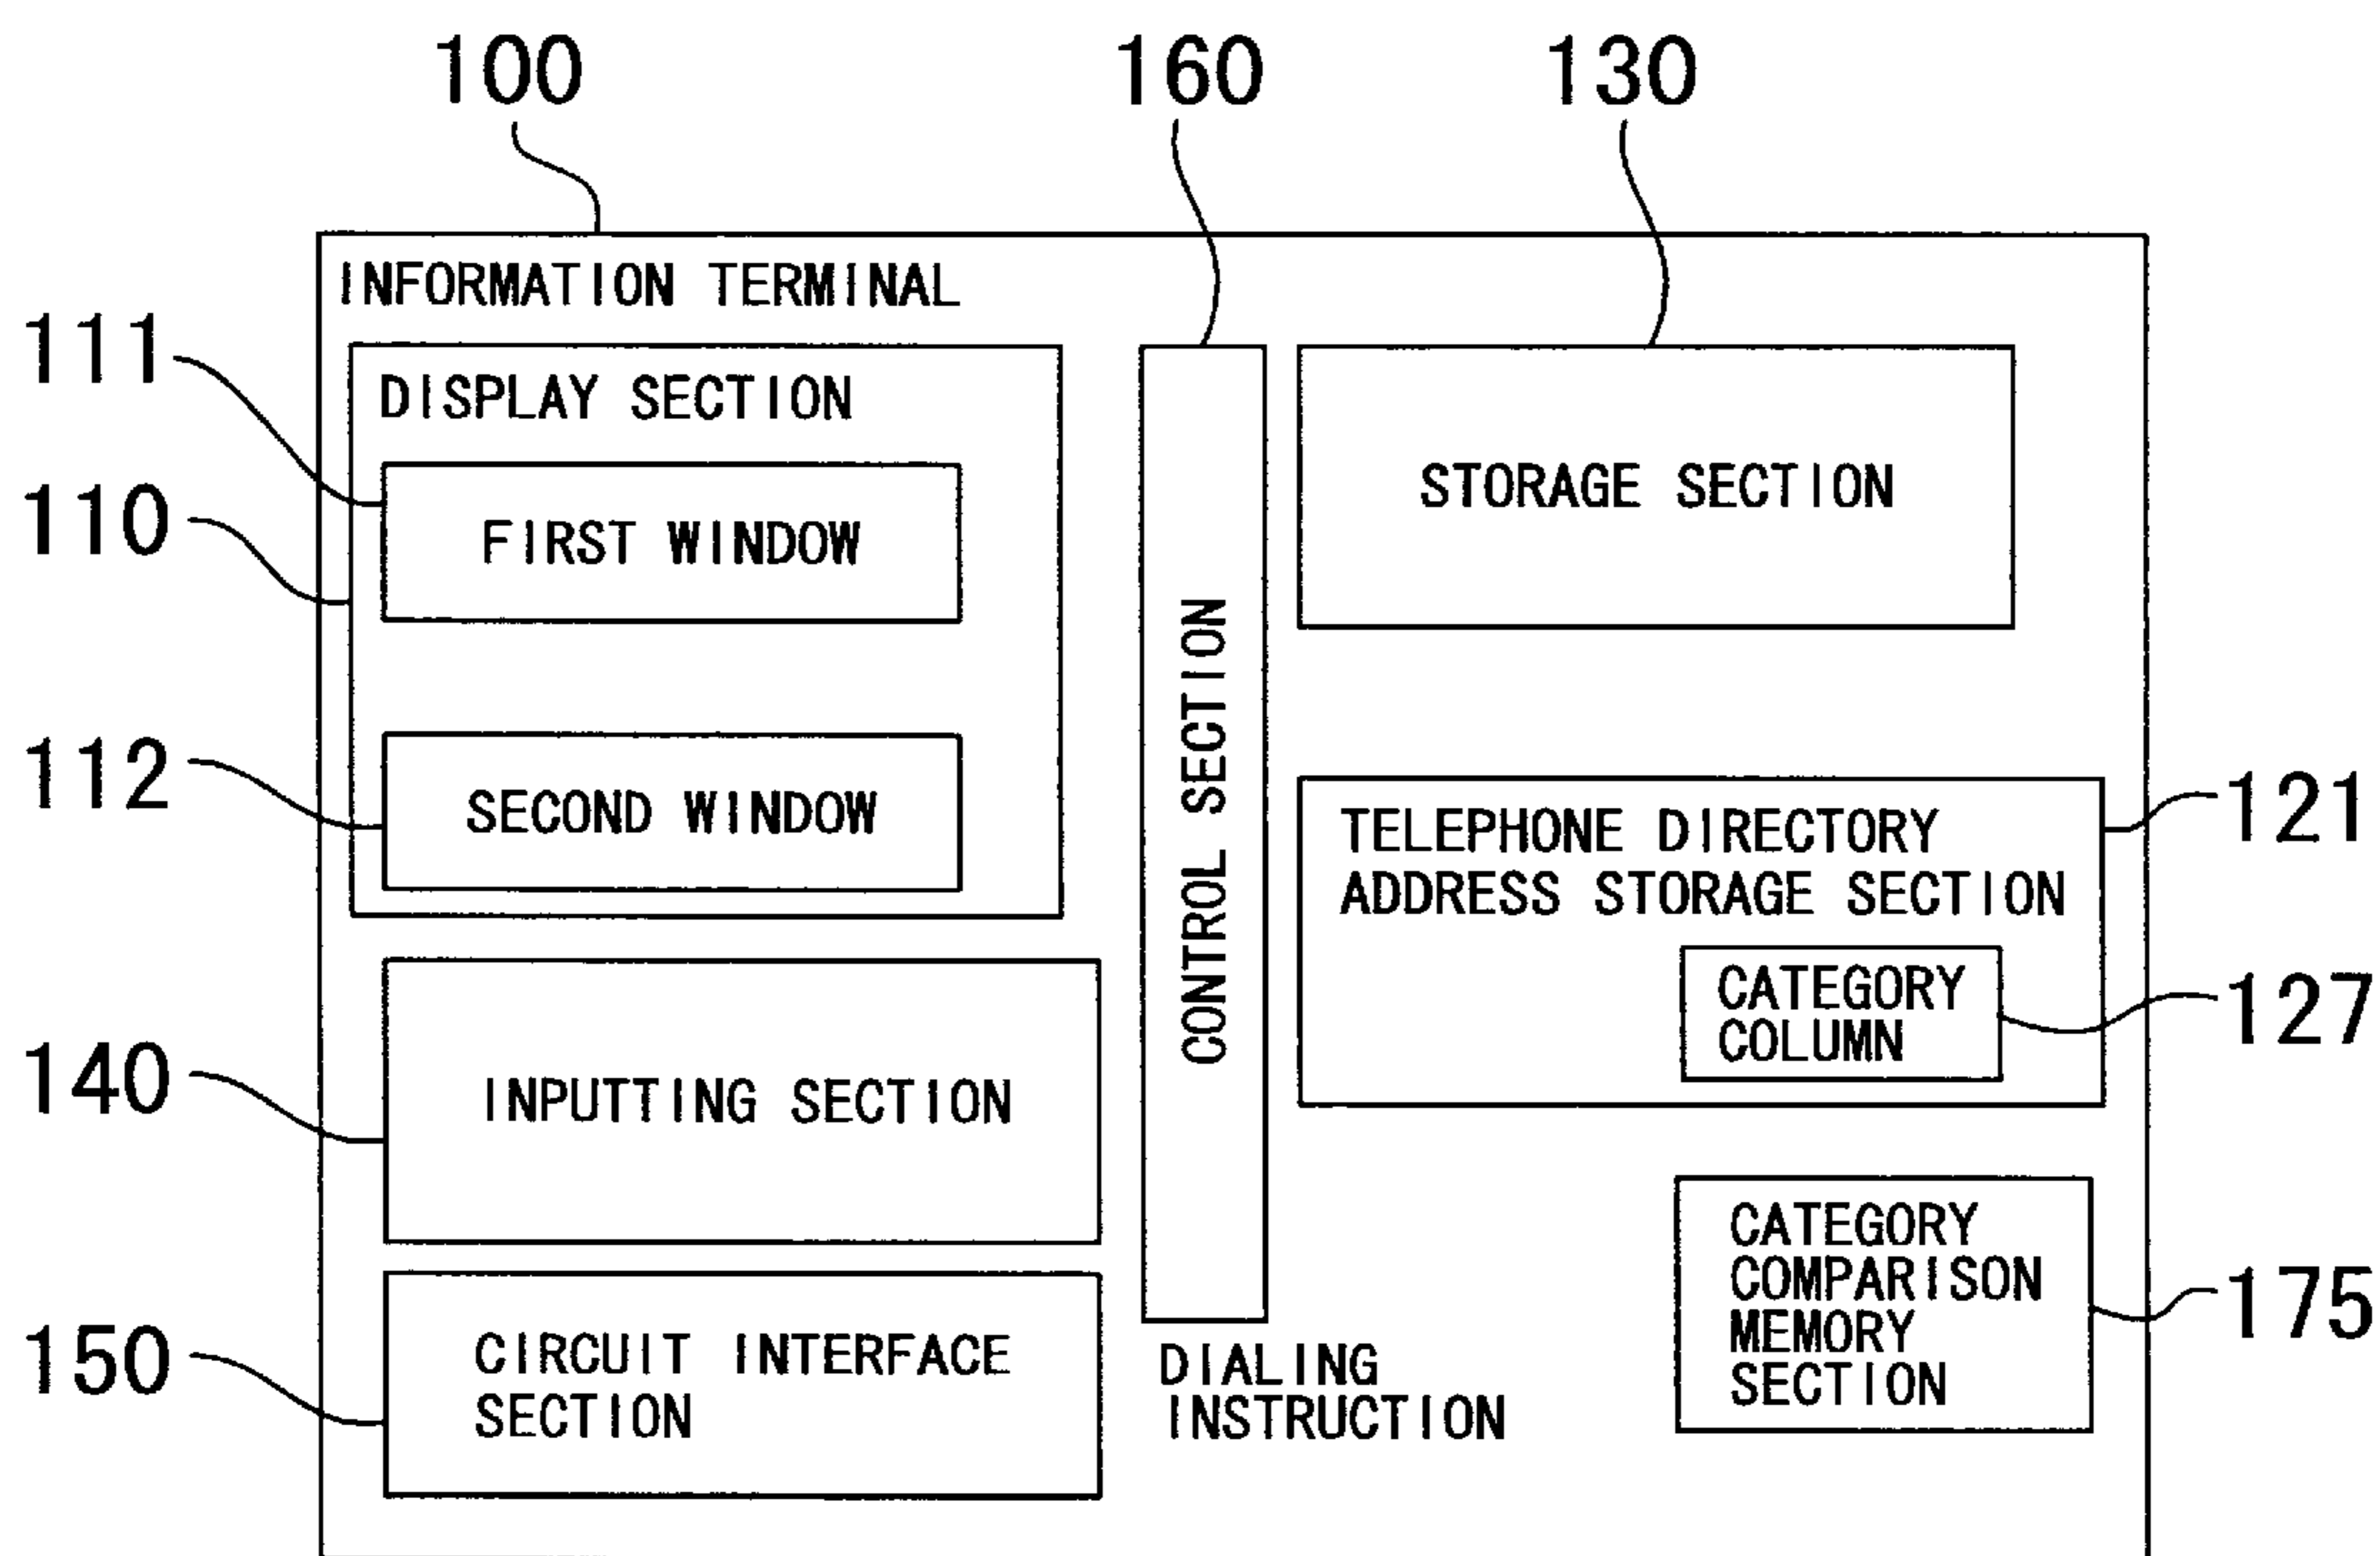 100
160
130
INFORMATION TERMINAL
111
DISPLAY SECTION
110
FIRST WINDOW
STORAGE SECTION
112
SECOND WINDOW
CONTROL SECTION
TELEPHONE DIRECTORY
ADDRESS STORAGE SECTION
121
CATEGORY
COLUMN
127
140
INPUTTING SECTION
CATEGORY
COMPARISON
MEMORY
SECTION
175
150
CIRCUIT INTERFACE
SECTION
DIALING
INSTRUCTION